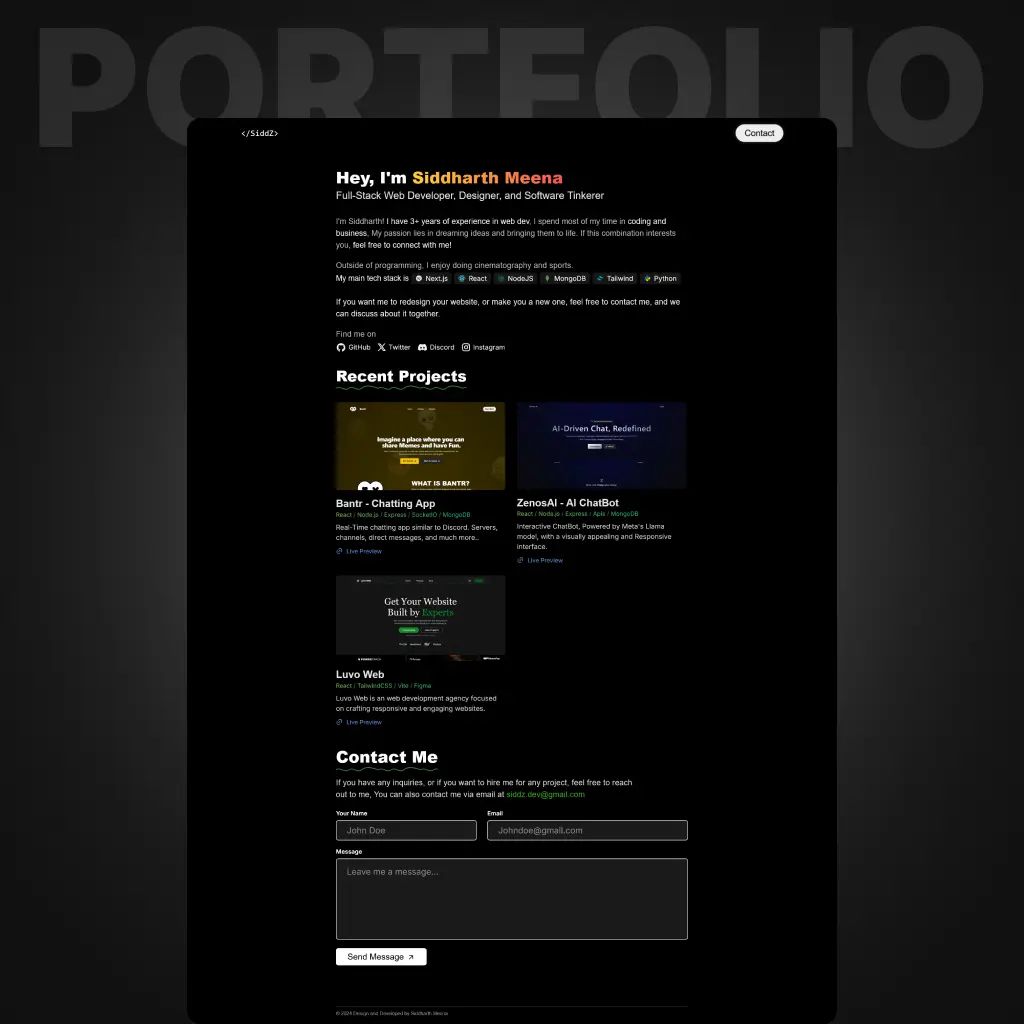 PORTFOLIO
</SiddZ>
Contact
Hey, I'm Siddharth Meena
Full-Stack Web Developer, Designer, and Software Tinkerer
I'm Siddharth! I have 3+ years of experience in web dev, I spend most of my time in coding and
business. My passion lies in dreaming ideas and bringing them to life. If this combination interests
you, feel free to connect with me!
Outside of programming, I enjoy doing cinematography and sports.
My main tech stack is Next.js React NodeJS MongoDB Tailwind Python
If you want me to redesign your website, or make you a new one, feel free to contact me, and we
can discuss about it together.
Find me on
GitHub Twitter Discord Instagram
Recent Projects
Imagine a place where you can
share Memes and have Fun.
WHAT IS BANTR?
Bantr - Chatting App
React / Node.js / Express / SocketIO / MongoDB
Real-Time chatting app similar to Discord. Servers,
channels, direct messages, and much more..
Live Preview
AI-Driven Chat, Redefined
ZenosAI - AI ChatBot
React / Node.js / Express / Apis / MongoDB
Interactive ChatBot, Powered by Meta's Llama
model, with a visually appealing and Responsive
interface.
Live Preview
Get Your Website
Built by Experts
Luvo Web
React / TailwindCSS / Vite / Figma
Luvo Web is an web development agency focused
on crafting responsive and engaging websites.
Live Preview
Contact Me
If you have any inquiries, or if you want to hire me for any project, feel free to reach
out to me, You can also contact me via email at siddz.dev@gmail.com
Your Name
Email
John Doe
Johndoe@gmail.com
Message
Leave me a message...
Send Message
© 2024 Design and Developed by Siddharth Meena